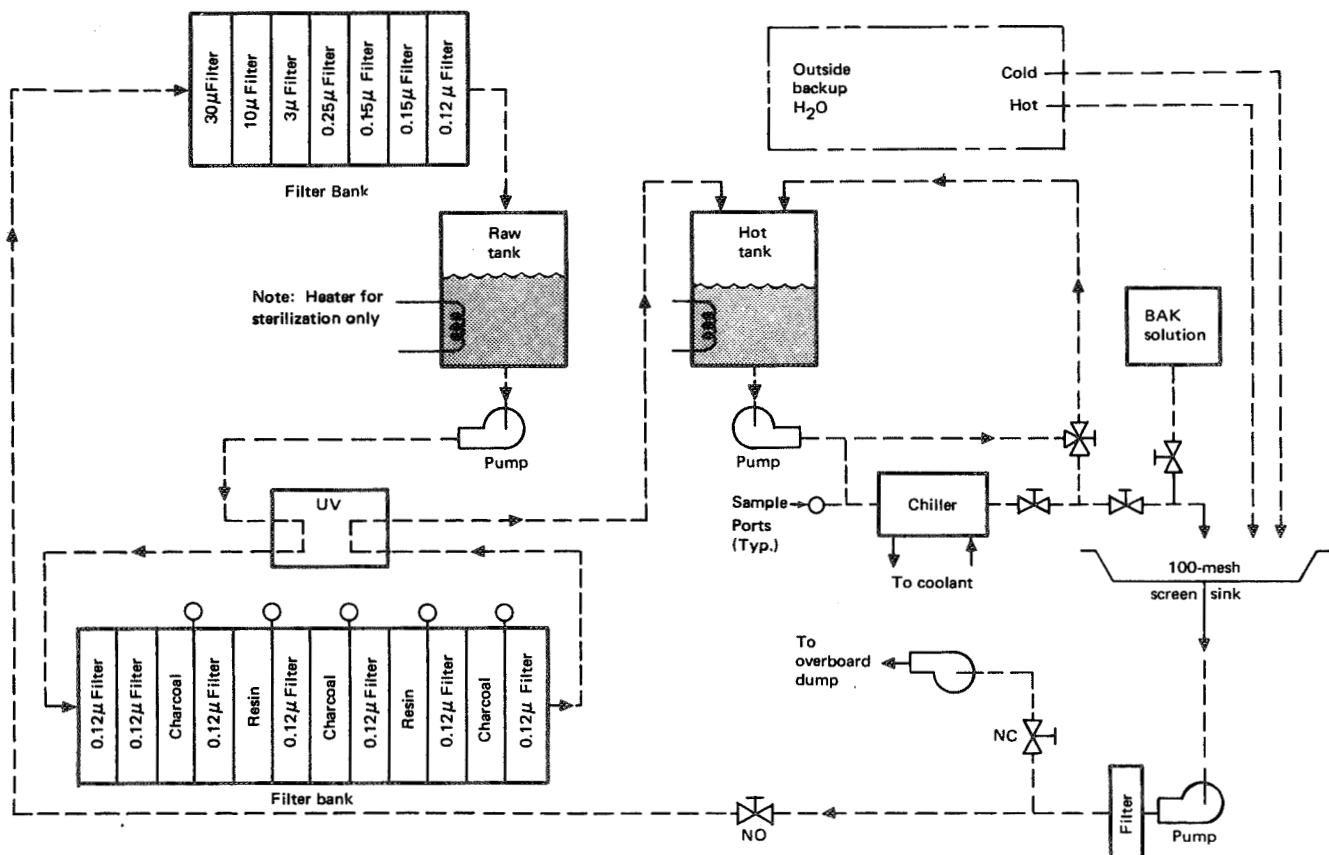 30μFilter
10μ Filter
3μ Filter
0.25μ Filter
0.15μ Filter
0.15μ Filter
0.12 μ Filter
Filter Bank
Outside
backup
H₂O
Cold
Hot
Raw
tank
Hot
tank
Note: Heater for
sterilization only
BAK
solution
Pump
Pump
UV
Sample
Ports
(Typ.)
Chiller
To coolant
100-mesh
screen sink
0.12μ Filter
0.12μ Filter
Charcoal
0.12μ Filter
Resin
0.12μ Filter
Charcoal
0.12μ Filter
Resin
0.12μ Filter
Charcoal
0.12μ Filter
Filter bank
To
overboard
dump
NC
NO
Filter
Pump